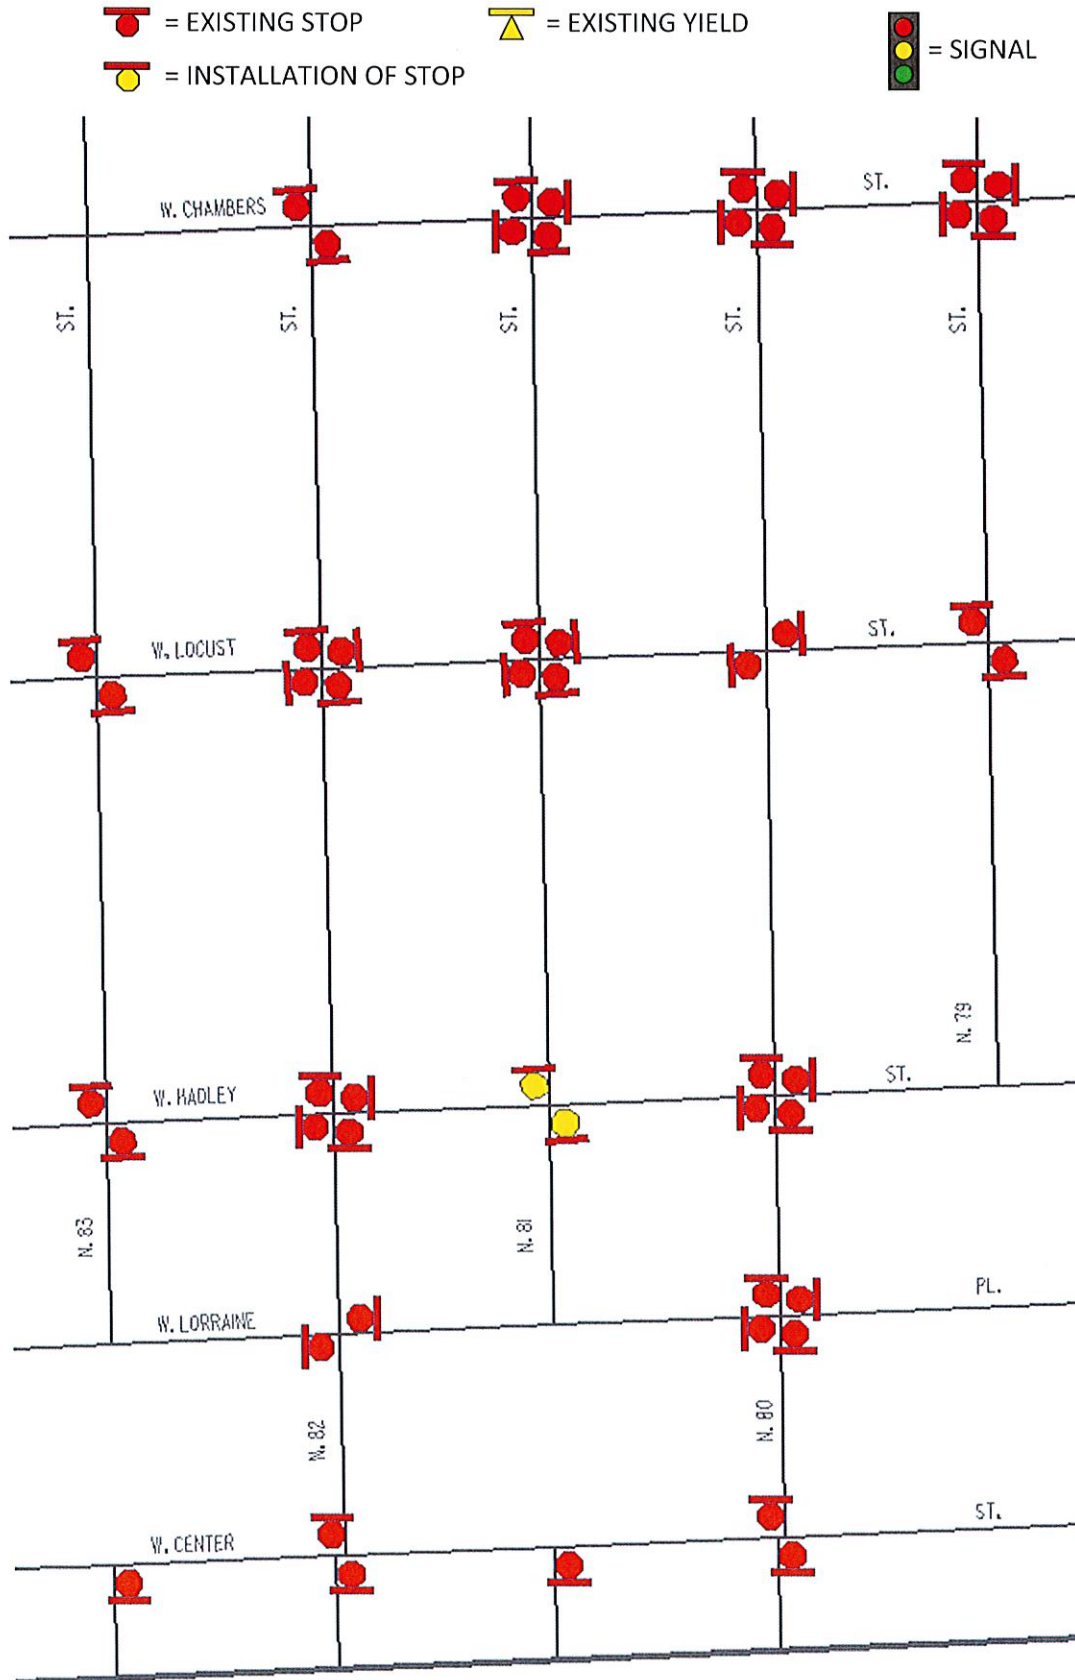 = EXISTING STOP
= EXISTING YIELD
= SIGNAL
= INSTALLATION OF STOP
W. CHAMBERS
ST.
ST.
ST.
ST.
ST.
ST.
W. LOCUST
ST.
N. 79
W. HADLEY
ST.
N. 83
N. 81
W. LORRAINE
PL.
N. 82
N. 80
W. CENTER
ST.